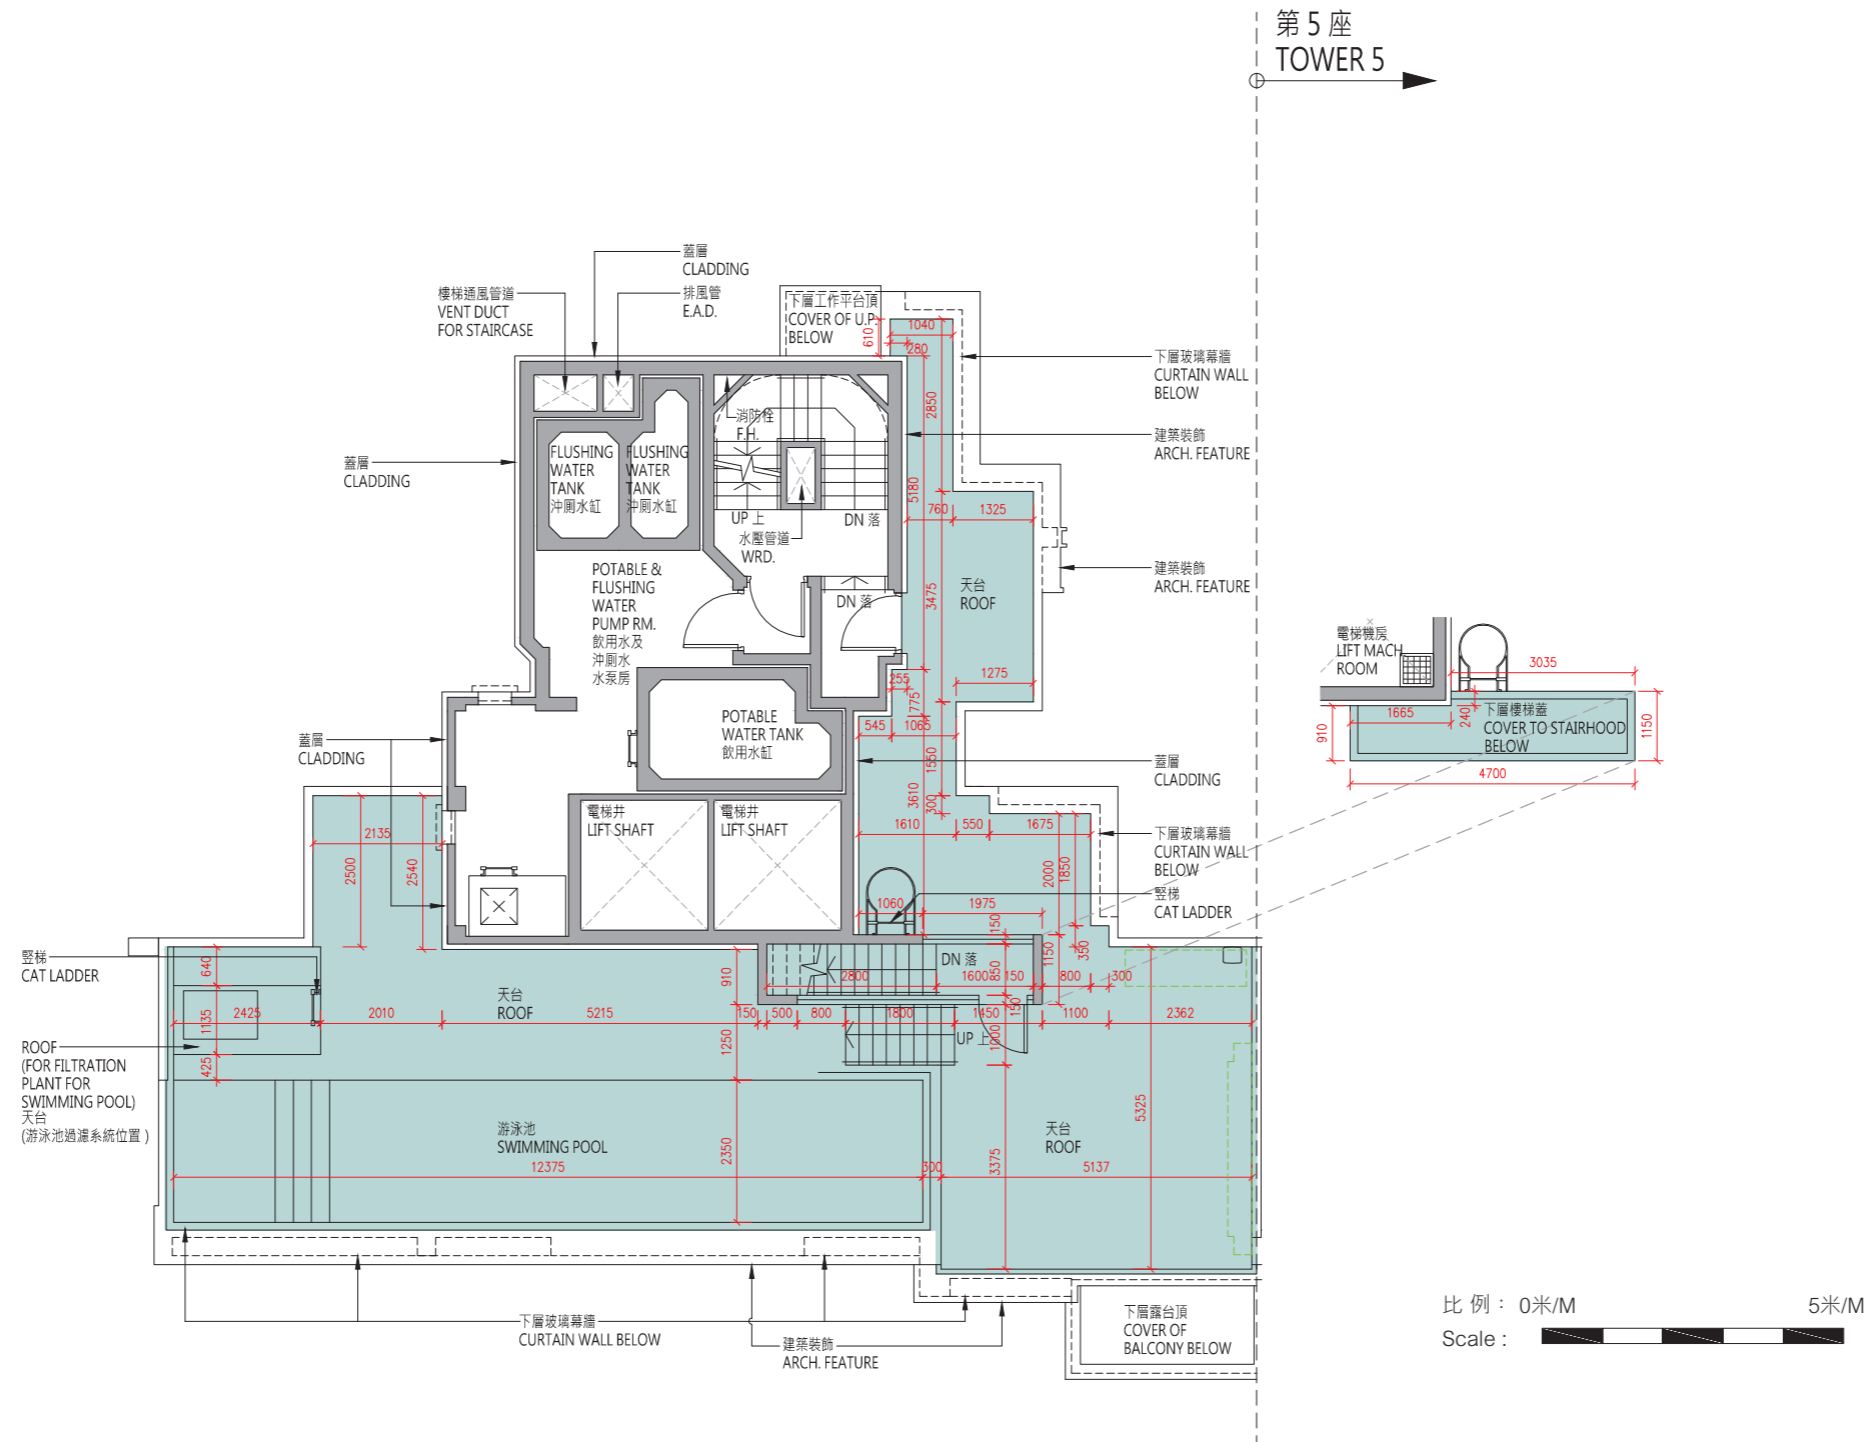 第 5 座
TOWER 5
蓋層
CLADDING
樓梯通風管道
VENT DUCT
FOR STAIRCASE
排風管
E.A.D.
下層工作平台頂
COVER OF U.P.
BELOW
610
1040
280
下層玻璃幕牆
CURTAIN WALL
BELOW
2850
消防栓
F.H.
建築裝飾
ARCH. FEATURE
蓋層
CLADDING
FLUSHING
WATER
TANK
沖廁水缸
FLUSHING
WATER
TANK
沖廁水缸
5180
760
1325
UP 上
DN 落
水壓管道
WRD.
POTABLE &
FLUSHING
WATER
PUMP RM.
飲用水及
沖廁水
水泵房
DN 落
3475
天台
ROOF
建築裝飾
ARCH. FEATURE
電梯機房
LIFT MACH
ROOM
3035
255
1275
775
545
1065
POTABLE
WATER TANK
飲用水缸
1665
240
下層樓梯蓋
COVER TO STAIRHOOD
BELOW
910
1150
4700
蓋層
CLADDING
1550
蓋層
CLADDING
3610
300
電梯井
LIFT SHAFT
電梯井
LIFT SHAFT
1610
550
1675
2135
2500
2540
下層玻璃幕牆
CURTAIN WALL
BELOW
2000
1850
豎梯
CAT LADDER
1060
1975
150
豎梯
CAT LADDER
640
910
DN 落
1150
350
850
2800
1600
150
800
300
天台
ROOF
2425
1135
2010
5215
150
500
800
1800
1450
150
1100
2362
ROOF
(FOR FILTRATION
PLANT FOR
SWIMMING POOL)
天台
(游泳池過濾系統位置 )
425
1250
UP 上
1000
5325
游泳池
SWIMMING POOL
2350
天台
ROOF
3375
12375
300
5137
比 例 : 0米/M
5米/M
Scale :
下層玻璃幕牆
CURTAIN WALL BELOW
建築裝飾
ARCH. FEATURE
下層露台頂
COVER OF
BALCONY BELOW